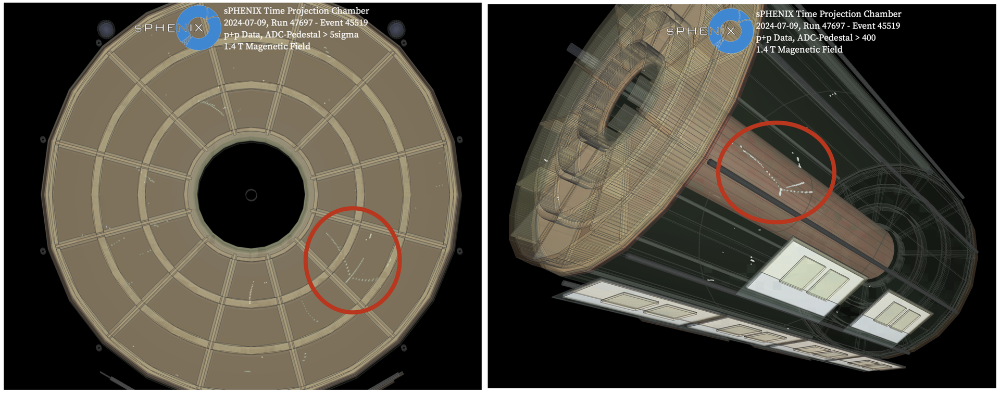 sPHENIX
sPHENIX Time Projection Chamber
2024-07-09, Run 47697 - Event 45519
p+p Data, ADC-Pedestal > 5sigma
1.4 T Magenetic Field
sPHENIX
sPHENIX Time Projection Chamber
2024-07-09, Run 47697 - Event 45519
p+p Data, ADC-Pedestal > 400
1.4 T Magenetic Field